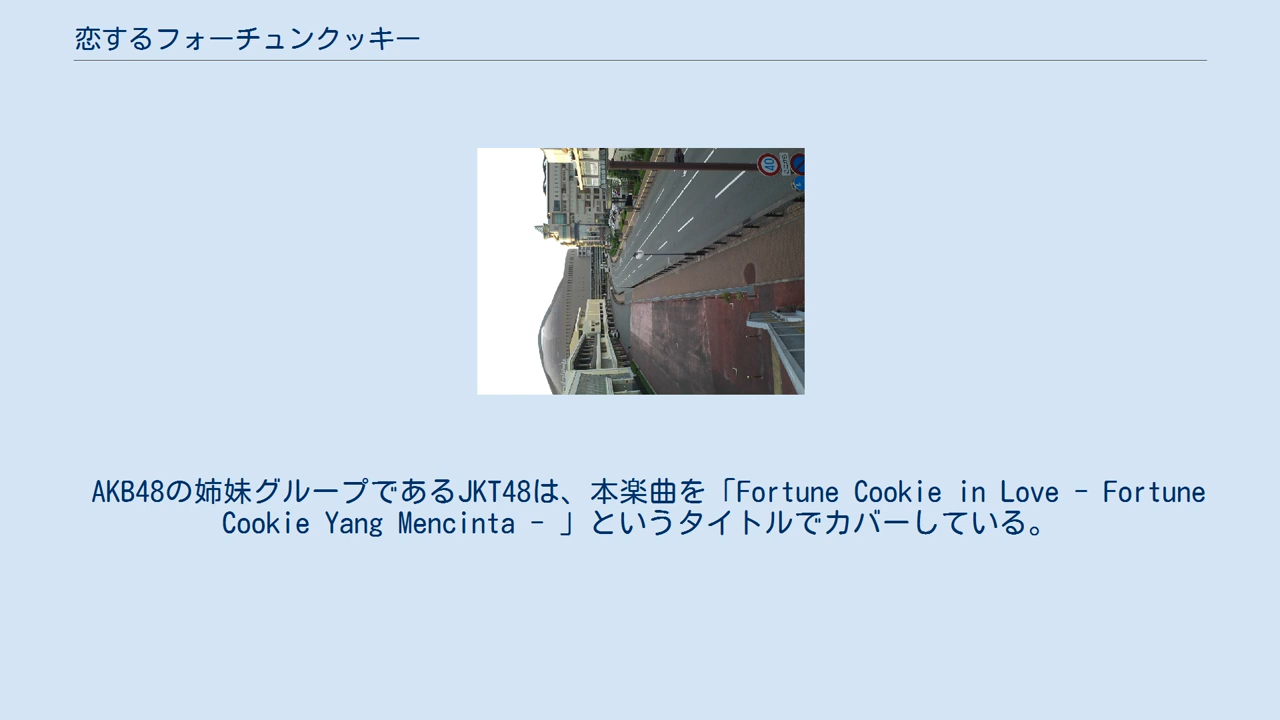 恋するフォーチュンクッキー
40
AKB48の姉妹グループであるJKT48は、本楽曲を「Fortune Cookie in Love - Fortune
Cookie Yang Mencinta - 」というタイトルでカバーしている。